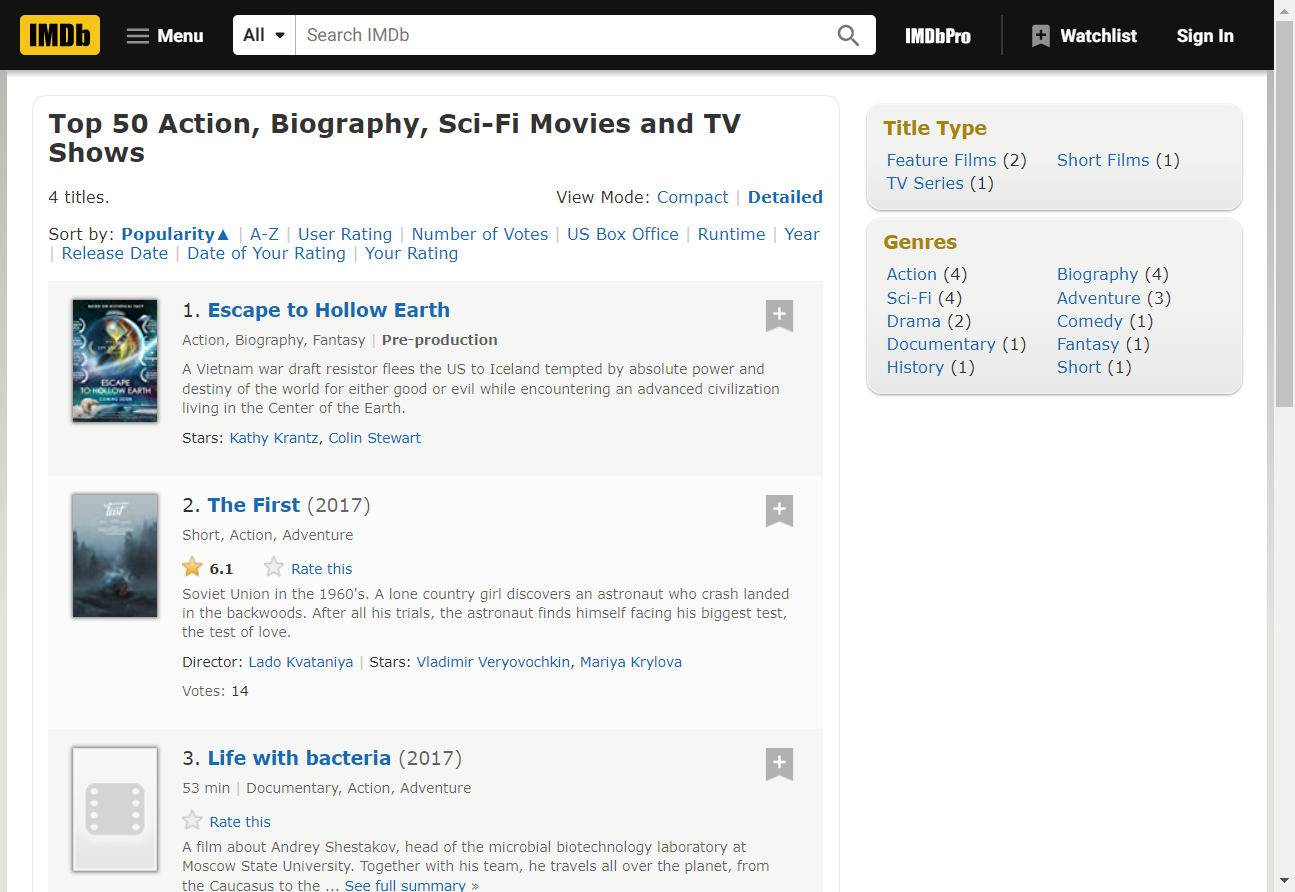 IMDb Menu All Search IMDb IMDbPro Watchlist Sign In
Top 50 Action, Biography, Sci-Fi Movies and TV
Shows
4 titles.
View Mode: Compact | Detailed
Sort by: Popularity▲ | A-Z | User Rating | Number of Votes | US Box Office | Runtime | Year
| Release Date | Date of Your Rating | Your Rating
ESCAPE
TO HOLLOW EARTH
COMING SOON
1. Escape to Hollow Earth
Action, Biography, Fantasy | Pre-production
A Vietnam war draft resistor flees the US to Iceland tempted by absolute power and
destiny of the world for either good or evil while encountering an advanced civilization
living in the Center of the Earth.
Stars: Kathy Krantz, Colin Stewart
2. The First (2017)
Short, Action, Adventure
6.1 Rate this
Soviet Union in the 1960's. A lone country girl discovers an astronaut who crash landed
in the backwoods. After all his trials, the astronaut finds himself facing his biggest test,
the test of love.
Director: Lado Kvataniya | Stars: Vladimir Veryovochkin, Mariya Krylova
Votes: 14
3. Life with bacteria (2017)
53 min | Documentary, Action, Adventure
Rate this
A film about Andrey Shestakov, head of the microbial biotechnology laboratory at
Moscow State University. Together with his team, he travels all over the planet, from
the Caucasus to the ... See full summary »
Title Type
Feature Films (2) Short Films (1)
TV Series (1)
Genres
Action (4) Biography (4)
Sci-Fi (4) Adventure (3)
Drama (2) Comedy (1)
Documentary (1) Fantasy (1)
History (1) Short (1)